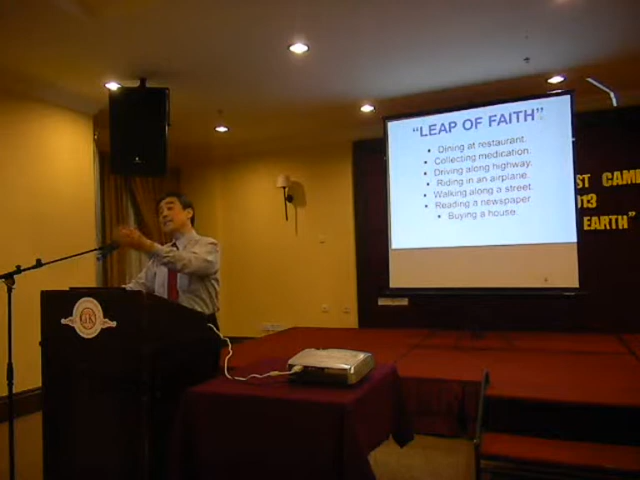 “LEAP OF FAITH”
• Dining at restaurant.
• Collecting medication.
• Driving along highway.
• Riding in an airplane.
• Walking along a street.
• Reading a newspaper
• Buying a house.
ST CAM
013
EARTH”